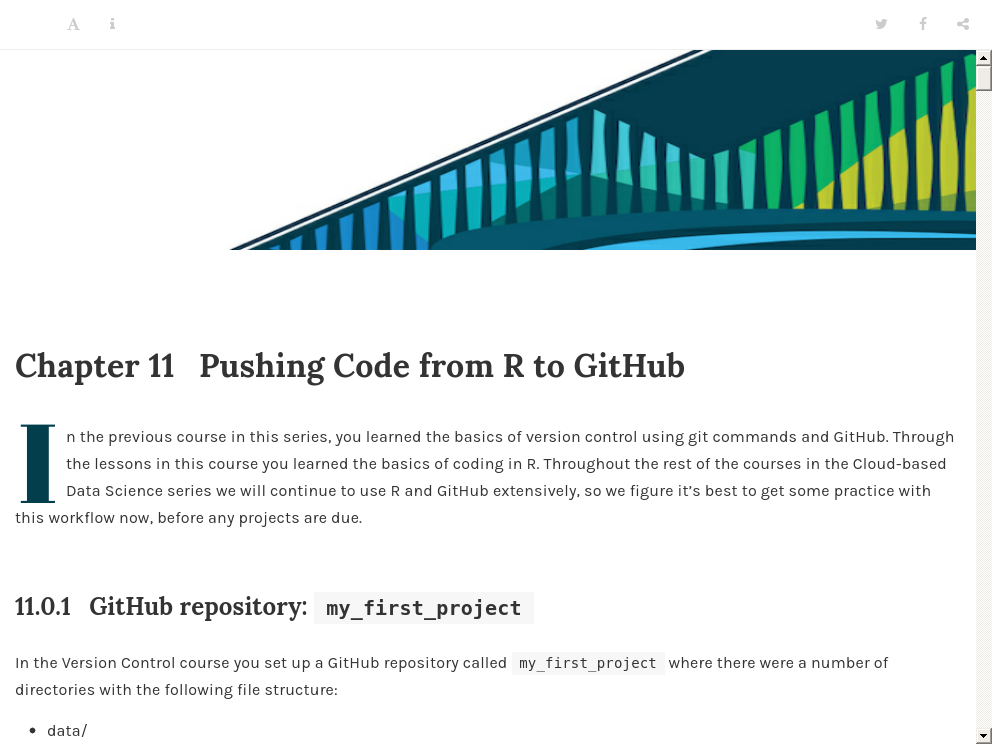 Chapter 11 Pushing Code from R to GitHub
In the previous course in this series, you learned the basics of version control using git commands and GitHub. Through
the lessons in this course you learned the basics of coding in R. Throughout the rest of the courses in the Cloud-based
Data Science series we will continue to use R and GitHub extensively, so we figure it’s best to get some practice with
this workflow now, before any projects are due.
11.0.1 GitHub repository: my_first_project
In the Version Control course you set up a GitHub repository called my_first_project where there were a number of
directories with the following file structure:
• data/